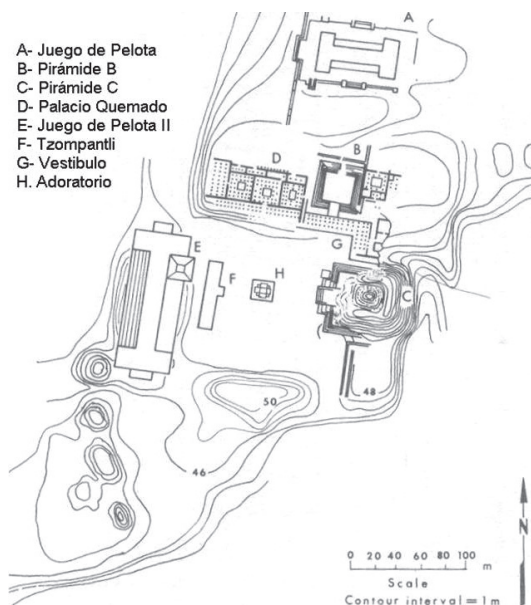 A- Juego de Pelota
B- Pirámide B
C- Pirámide C
D- Palacio Quemado
E- Juego de Pelota II
F- Tzompantli
G- Vestibulo
H. Adoratorio
A
B
D
G
E
F
H
C
48
50
46
N
0 20 40 60 80 100
m
Scale
Contour interval = 1 m